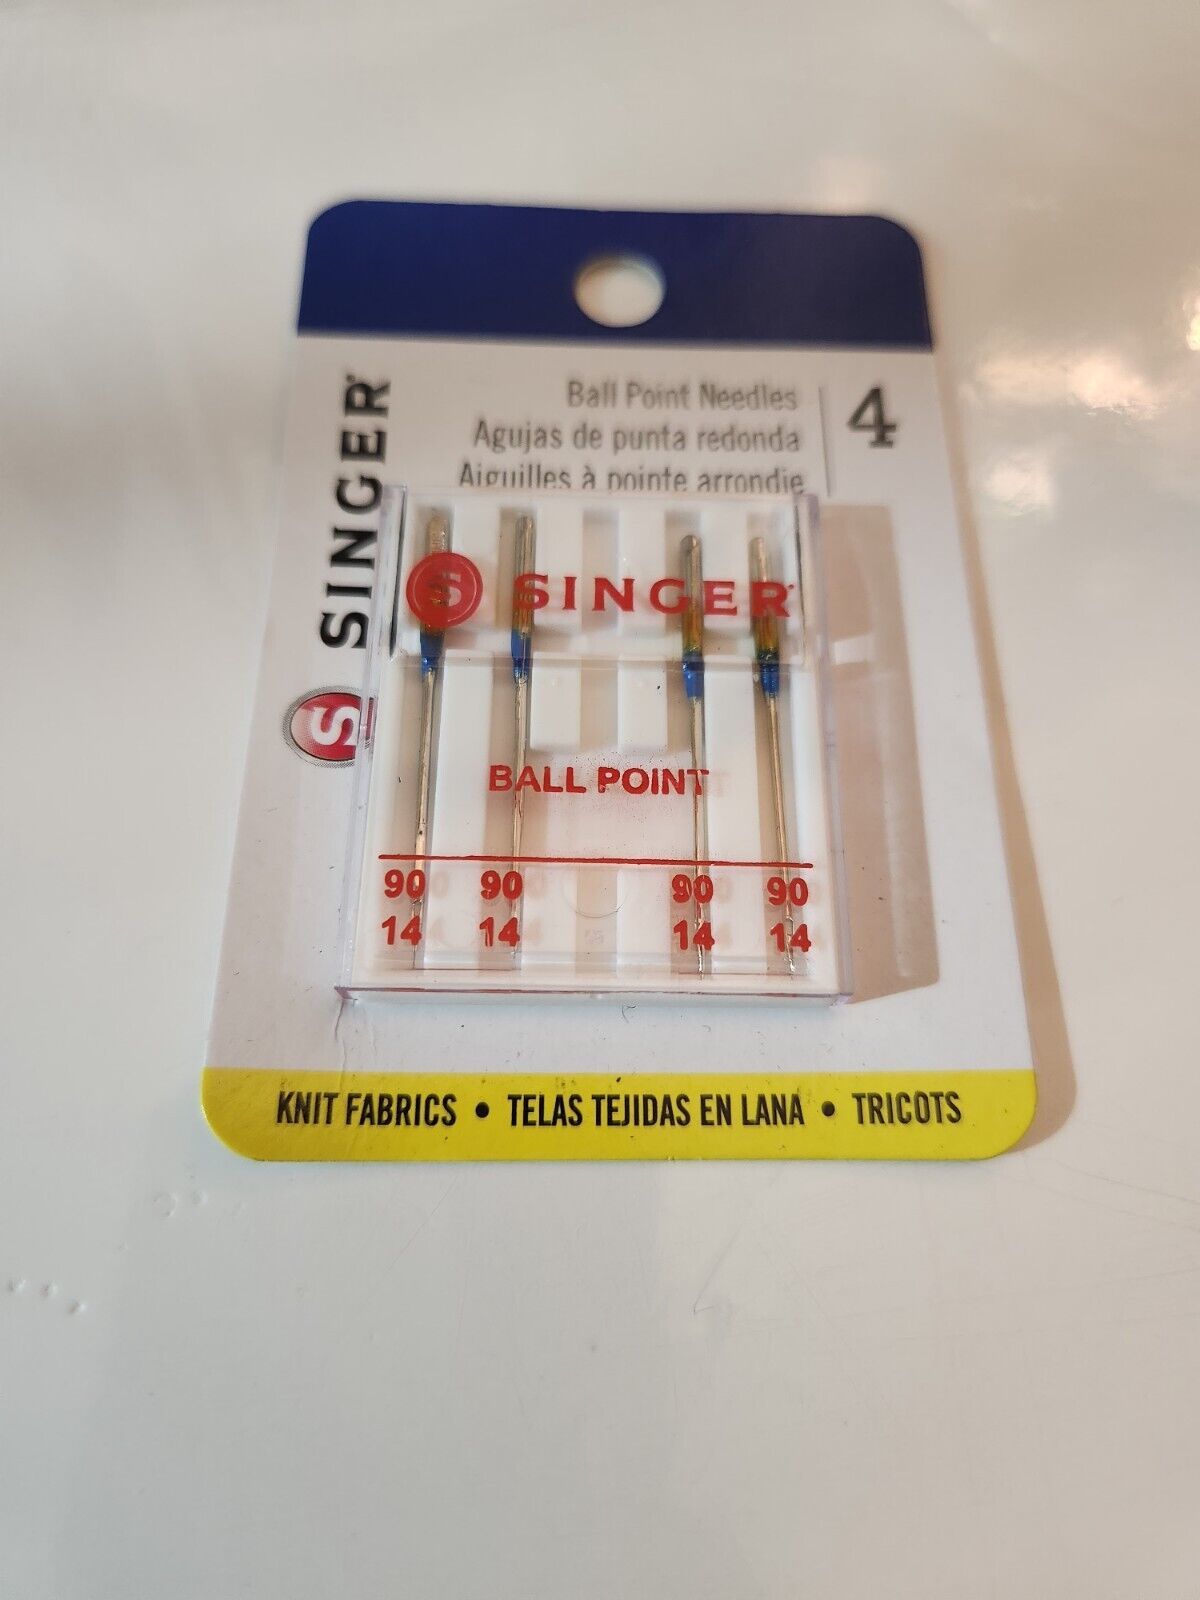 Ball Point Needles
Agujas de punta redonda
Aiguilles à pointe arrondie
4
SINGER®
S
S SINGER®
BALL POINT
90 90 90 90
14 14 14 14
KNIT FABRICS • TELAS TEJIDAS EN LANA • TRICOTS